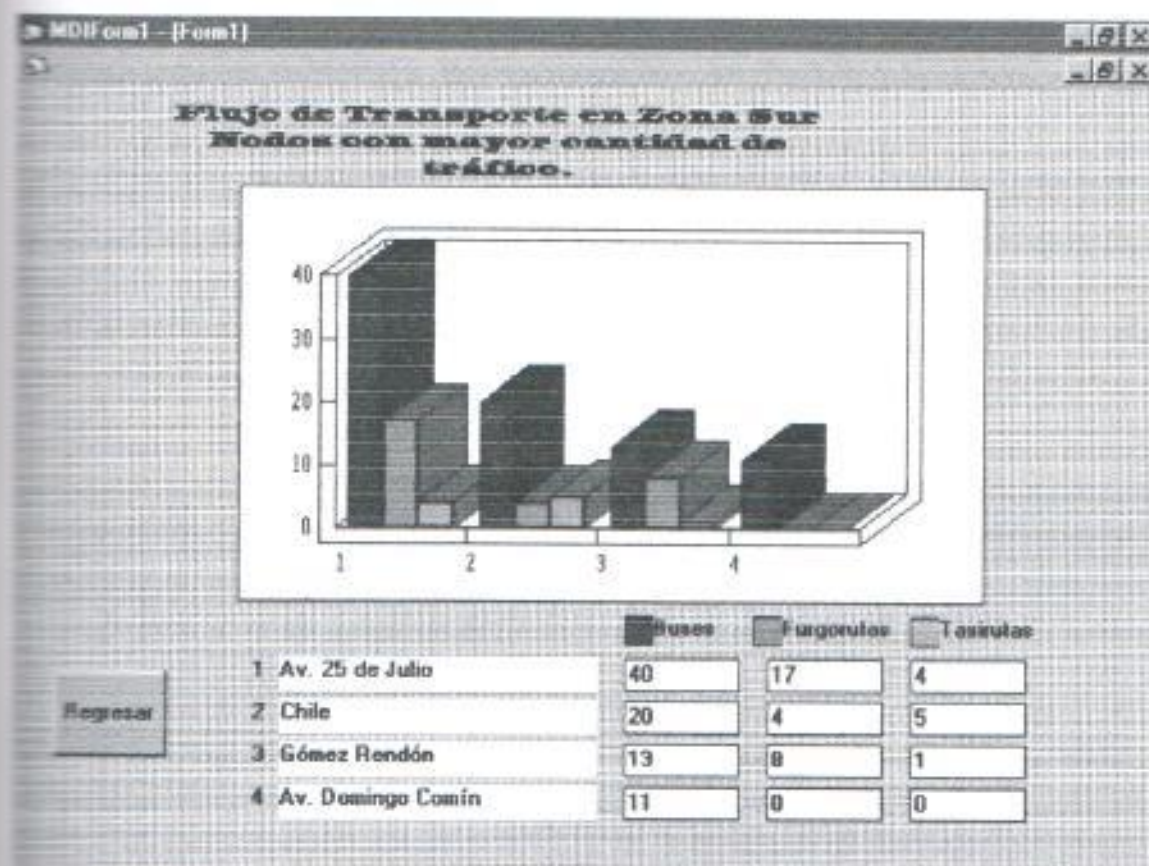 MDIForm1 - [Form1]
Flujo de Transporte en Zona Sur
Nodos con mayor cantidad de
tráfico.
40
30
20
10
0
1 2 3 4
Buses Furgorutas Taxirutas
1 Av. 25 de Julio 40 17 4
2 Chile 20 4 5
3 Gómez Rendón 13 8 1
4 Av. Domingo Comín 11 0 0
Regresar